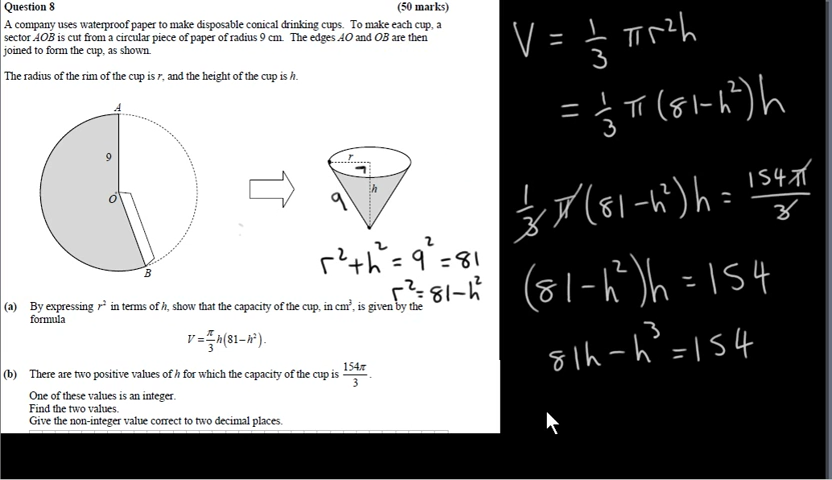 Question 8 (50 marks)
A company uses waterproof paper to make disposable conical drinking cups. To make each cup, a
sector AOB is cut from a circular piece of paper of radius 9 cm. The edges AO and OB are then
joined to form the cup, as shown.
The radius of the rim of the cup is r, and the height of the cup is h.
A
9
O
B
r
h
9
r² + h² = 9² = 81
r² = 81 - h²
(a) By expressing r² in terms of h, show that the capacity of the cup, in cm³, is given by the
formula
V = π/3 h(81 - h²).
(b) There are two positive values of h for which the capacity of the cup is 154π/3.
One of these values is an integer.
Find the two values.
Give the non-integer value correct to two decimal places.
V = 1/3 πr²h
= 1/3 π(81-h²)h
1/3 π(81-h²)h = 154π/3
(81-h²)h = 154
81h - h³ = 154